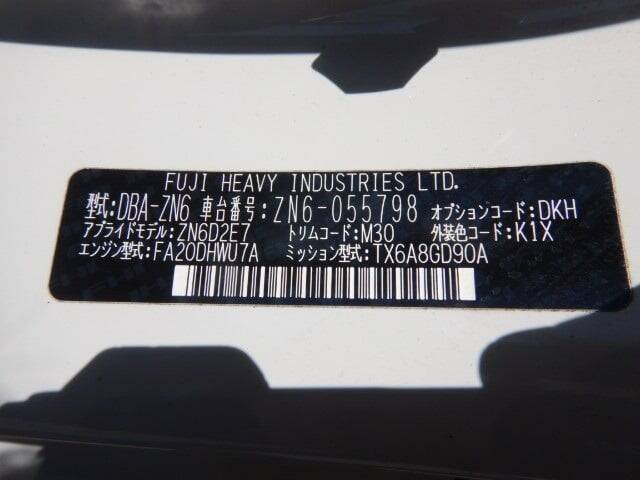 FUJI HEAVY INDUSTRIES LTD.
型式:DBA-ZN6 車台番号:ZN6-055798 オプションコード:DKH
アプライドモデル:ZN6D2E7 トリムコード:M30 外装色コード:K1X
エンジン型式:FA20DHWU7A ミッション型式:TX6A8GD90A